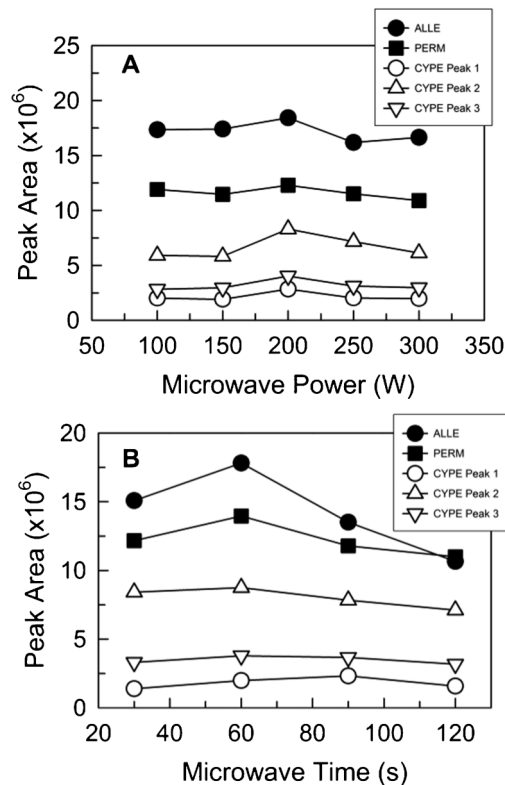 ALLE
PERM
CYPE Peak 1
CYPE Peak 2
CYPE Peak 3
A
25
20
15
10
5
0
Peak Area (x10⁶)
50 100 150 200 250 300 350
Microwave Power (W)
ALLE
PERM
CYPE Peak 1
CYPE Peak 2
CYPE Peak 3
B
20
15
10
5
0
Peak Area (x10⁶)
20 40 60 80 100 120
Microwave Time (s)